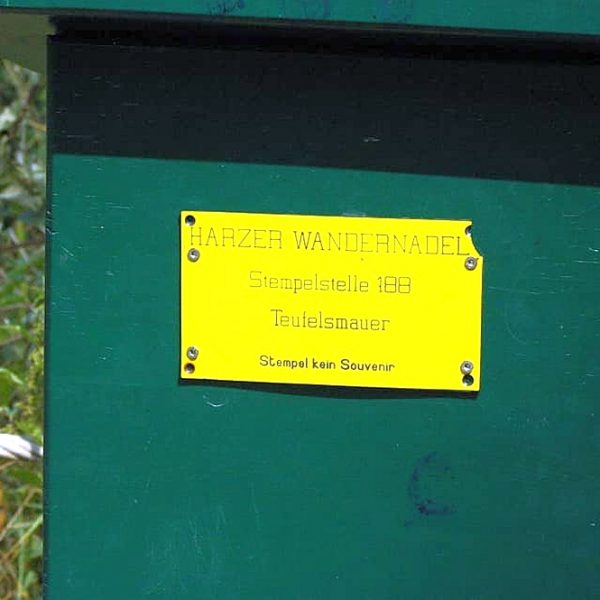 HARZER WANDERNADEL
Stempelstelle 188
Teufelsmauer
Stempel kein Souvenir